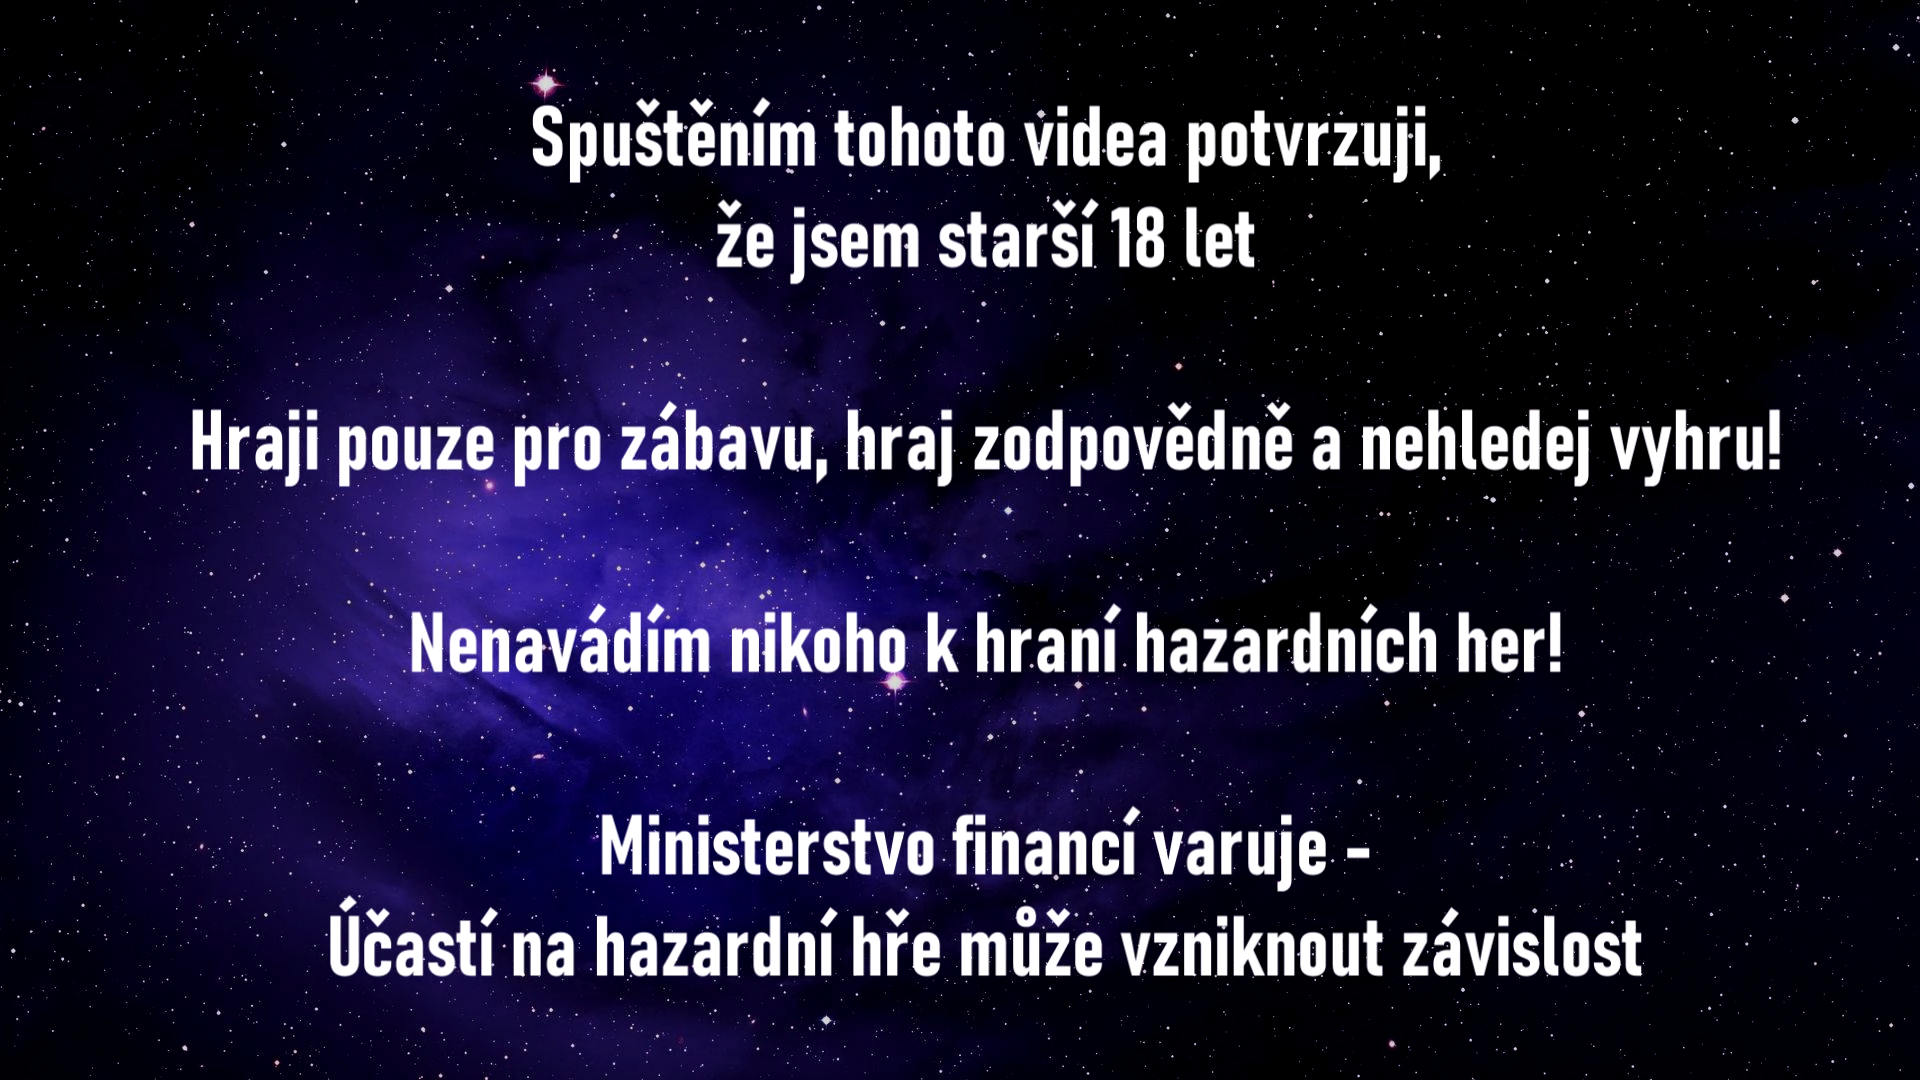 Spuštěním tohoto videa potvrzuji,
že jsem starší 18 let
Hraji pouze pro zábavu, hraj zodpovědně a nehledej vyhru!
Nenavádím nikoho k hraní hazardních her!
Ministerstvo financí varuje -
Účastí na hazardní hře může vzniknout závislost